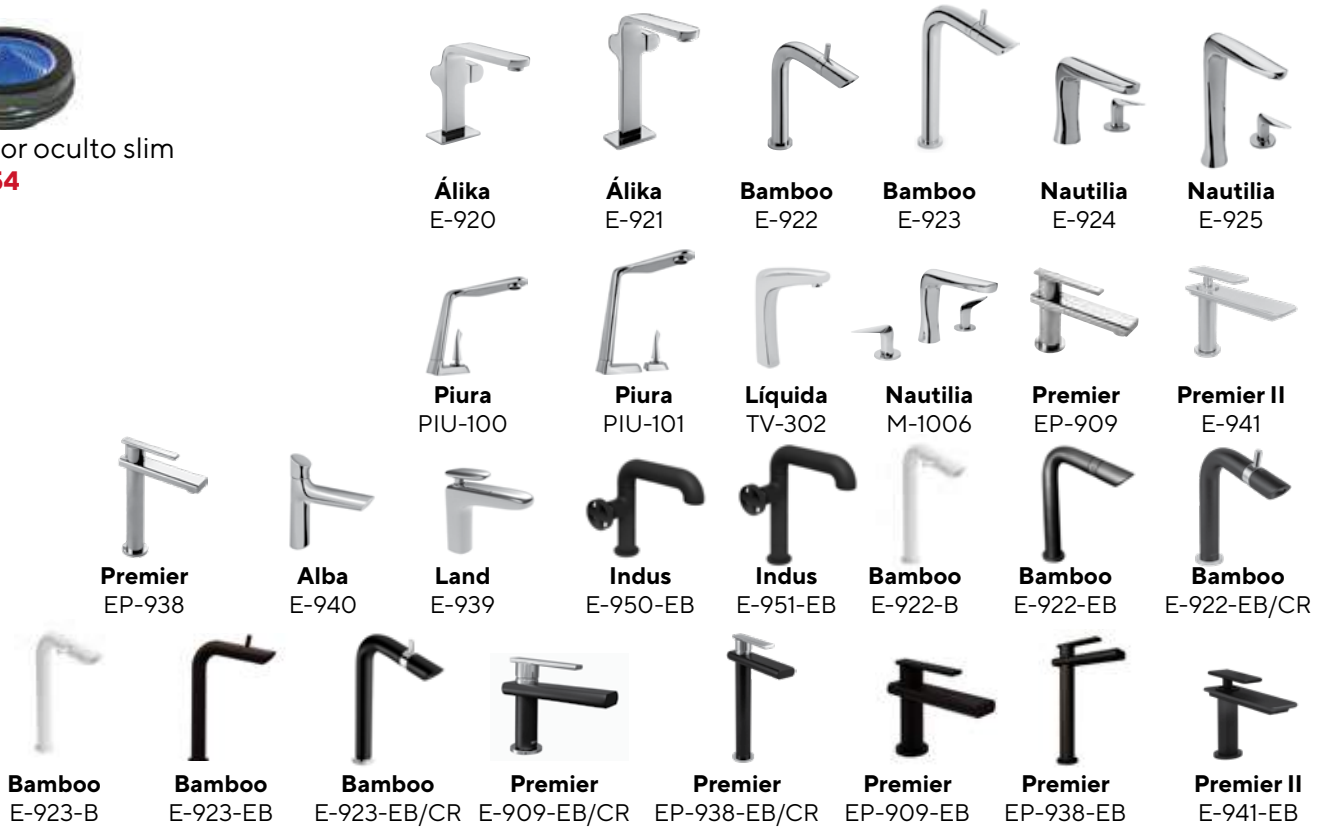 or oculto slim
54
Álika
E-920
Álika
E-921
Bamboo
E-922
Bamboo
E-923
Nautilia
E-924
Nautilia
E-925
Piura
PIU-100
Piura
PIU-101
Líquida
TV-302
Nautilia
M-1006
Premier
EP-909
Premier II
E-941
Premier
EP-938
Alba
E-940
Land
E-939
Indus
E-950-EB
Indus
E-951-EB
Bamboo
E-922-B
Bamboo
E-922-EB
Bamboo
E-922-EB/CR
Bamboo
E-923-B
Bamboo
E-923-EB
Bamboo
E-923-EB/CR
Premier
E-909-EB/CR
Premier
EP-938-EB/CR
Premier
EP-909-EB
Premier
EP-938-EB
Premier II
E-941-EB